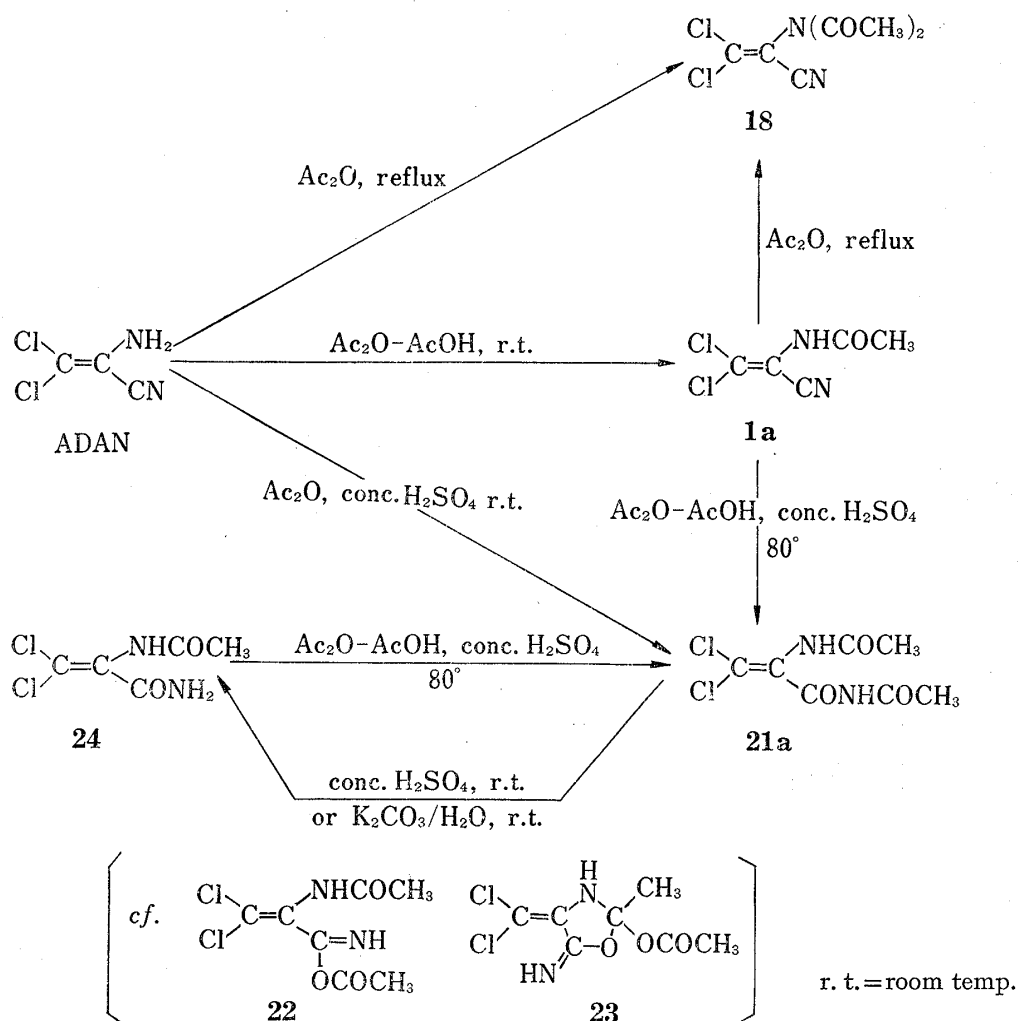 Cl N(COCH₃)₂
C=C
Cl CN
18
Ac₂O, reflux
Ac₂O, reflux
Cl NH₂
C=C
Cl CN
ADAN
Ac₂O-AcOH, r.t.
Cl NHCOCH₃
C=C
Cl CN
1a
Ac₂O, conc. H₂SO₄ r.t.
Ac₂O-AcOH, conc. H₂SO₄
80°
Cl NHCOCH₃
C=C
Cl CONH₂
24
Ac₂O-AcOH, conc. H₂SO₄
80°
Cl NHCOCH₃
C=C
Cl CONHCOCH₃
21a
conc. H₂SO₄, r.t.
or K₂CO₃/H₂O, r.t.
cf.
Cl NHCOCH₃
C=C
Cl C=NH
OCOCH₃
22
H
Cl N CH₃
C=C C
Cl C-O OCOCH₃
HN
23
r. t.=room temp.